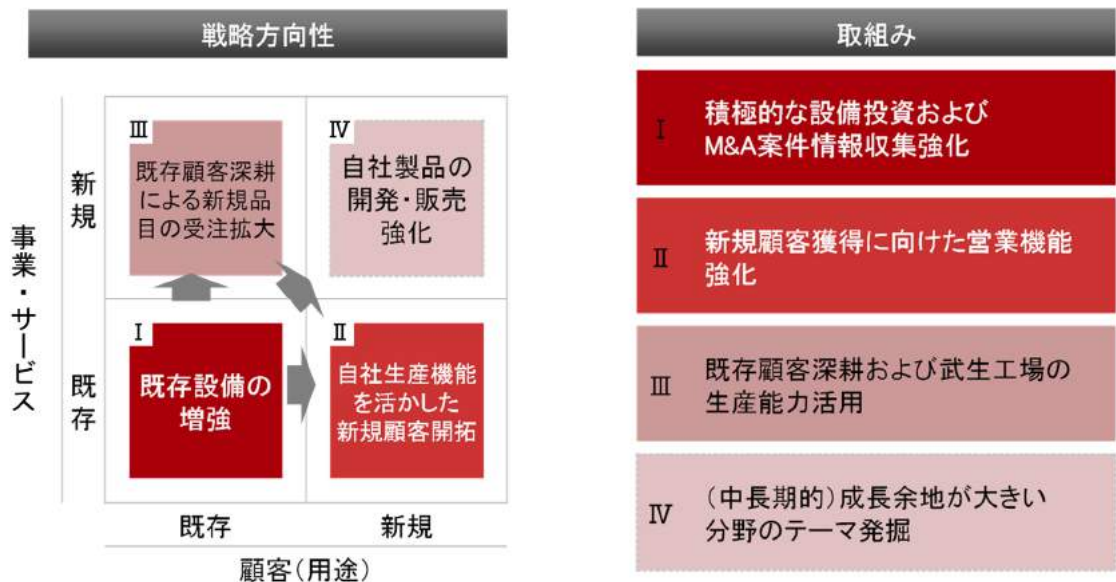 戦略方向性
事業・サービス
新規
既存
Ⅲ
既存顧客深耕
による新規品
目の受注拡大
Ⅳ
自社製品の
開発・販売
強化
Ⅰ
既存設備の
増強
Ⅱ
自社生産機能
を活かした
新規顧客開拓
既存
新規
顧客(用途)
取組み
Ⅰ
積極的な設備投資および
M&A案件情報収集強化
Ⅱ
新規顧客獲得に向けた営業機能
強化
Ⅲ
既存顧客深耕および武生工場の
生産能力活用
Ⅳ
(中長期的)成長余地が大きい
分野のテーマ発掘